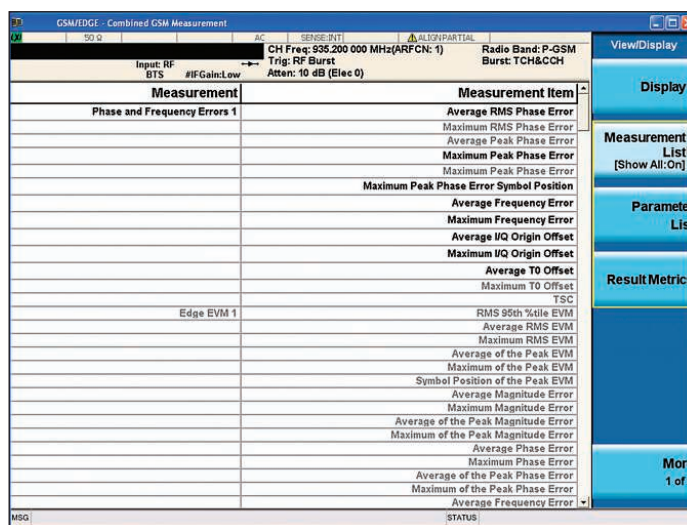 GSM/EDGE - Combined GSM Measurement
50 Ω AC SENSE:INT ALIGN PARTIAL
CH Freq: 935.200 000 MHz(ARFCN: 1) Radio Band: P-GSM
Input: RF Trig: RF Burst Burst: TCH&CCH
BTS #IFGain:Low Atten: 10 dB (Elec 0)
View/Display
Display
Measurement
List
[Show All:On]
Paramete
Lis
Result Metric
Mor
1 of
Measurement Measurement Item
Phase and Frequency Errors 1 Average RMS Phase Error
Maximum RMS Phase Error
Average Peak Phase Error
Maximum Peak Phase Error
Maximum Peak Phase Error
Maximum Peak Phase Error Symbol Position
Average Frequency Error
Maximum Frequency Error
Average I/Q Origin Offset
Maximum I/Q Origin Offset
Average T0 Offset
Maximum T0 Offset
TSC
Edge EVM 1 RMS 95th %tile EVM
Average RMS EVM
Maximum RMS EVM
Average of the Peak EVM
Maximum of the Peak EVM
Symbol Position of the Peak EVM
Average Magnitude Error
Maximum Magnitude Error
Average of the Peak Magnitude Error
Maximum of the Peak Magnitude Error
Average Phase Error
Maximum Phase Error
Average of the Peak Phase Error
Maximum of the Peak Phase Error
Average Frequency Error
MSG STATUS